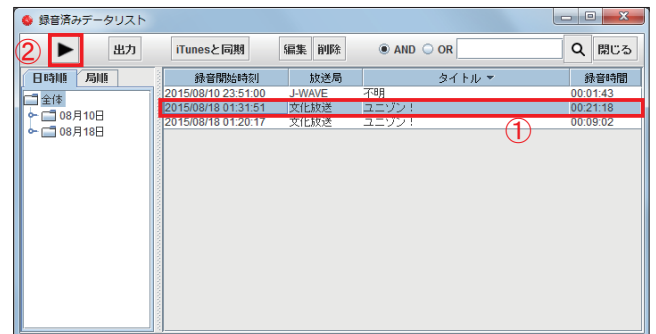 録音済みデータリスト
② ▶ 出力 iTunesと同期 編集 削除 AND OR 閉じる
日時順 局順
全体
08月10日
08月18日
録音開始時刻 放送局 タイトル 録音時間
2015/08/10 23:51:00 J-WAVE 不明 00:01:43
2015/08/18 01:31:51 文化放送 ユニゾン! 00:21:18
2015/08/18 01:20:17 文化放送 ユニゾン! 00:09:02
①